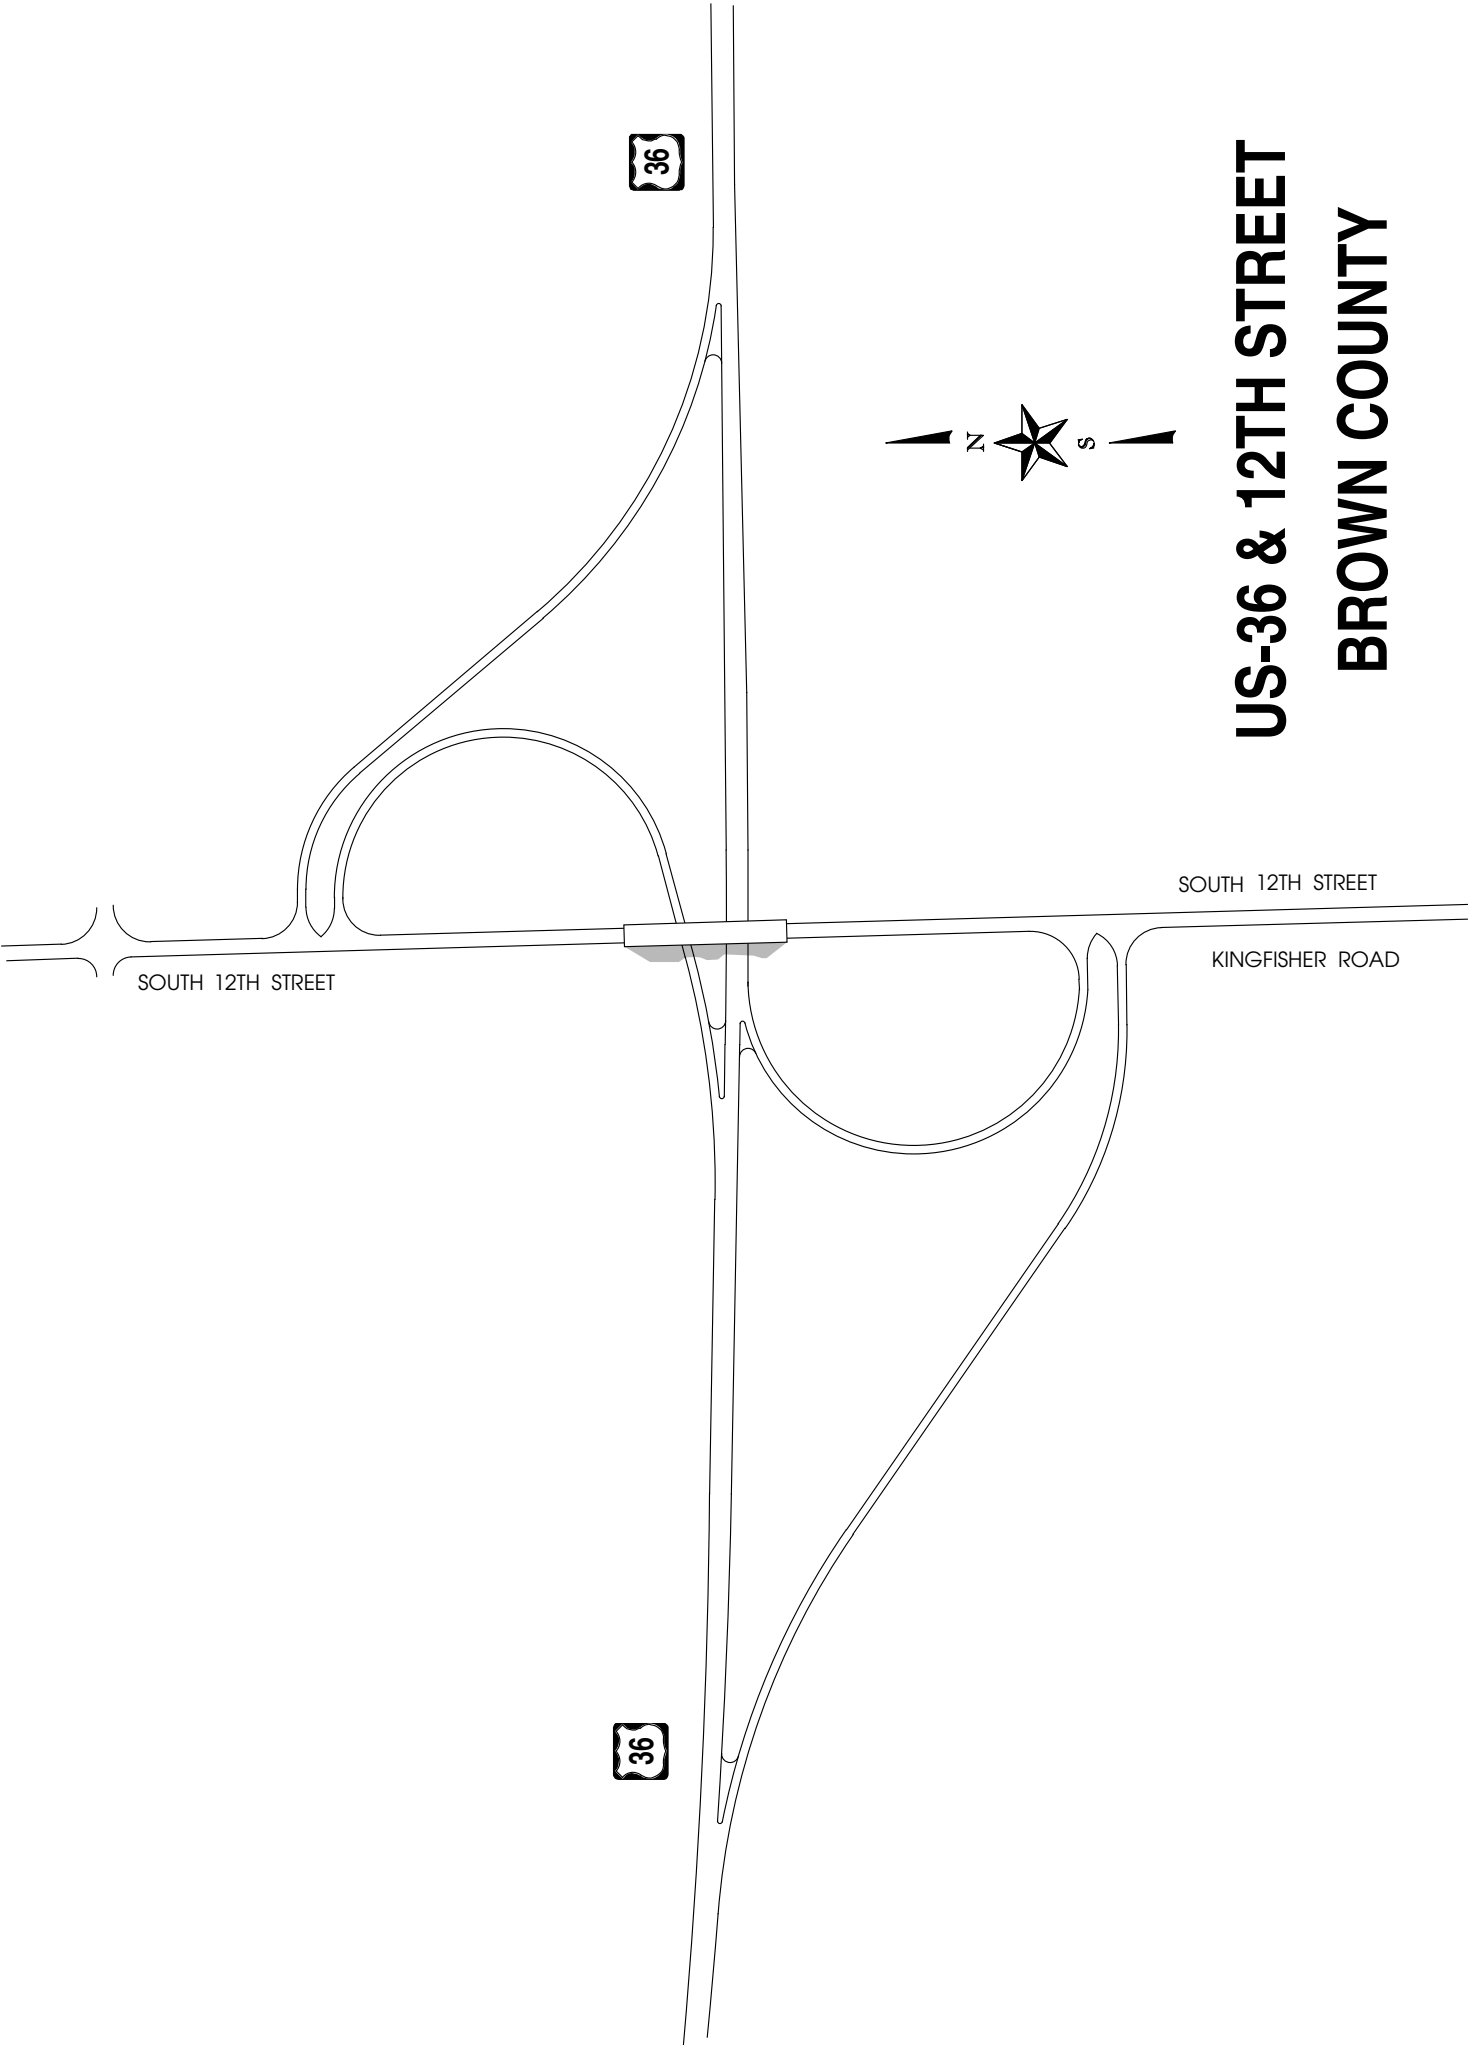 36
N
S
US-36 & 12TH STREET
BROWN COUNTY
SOUTH 12TH STREET
KINGFISHER ROAD
SOUTH 12TH STREET
36